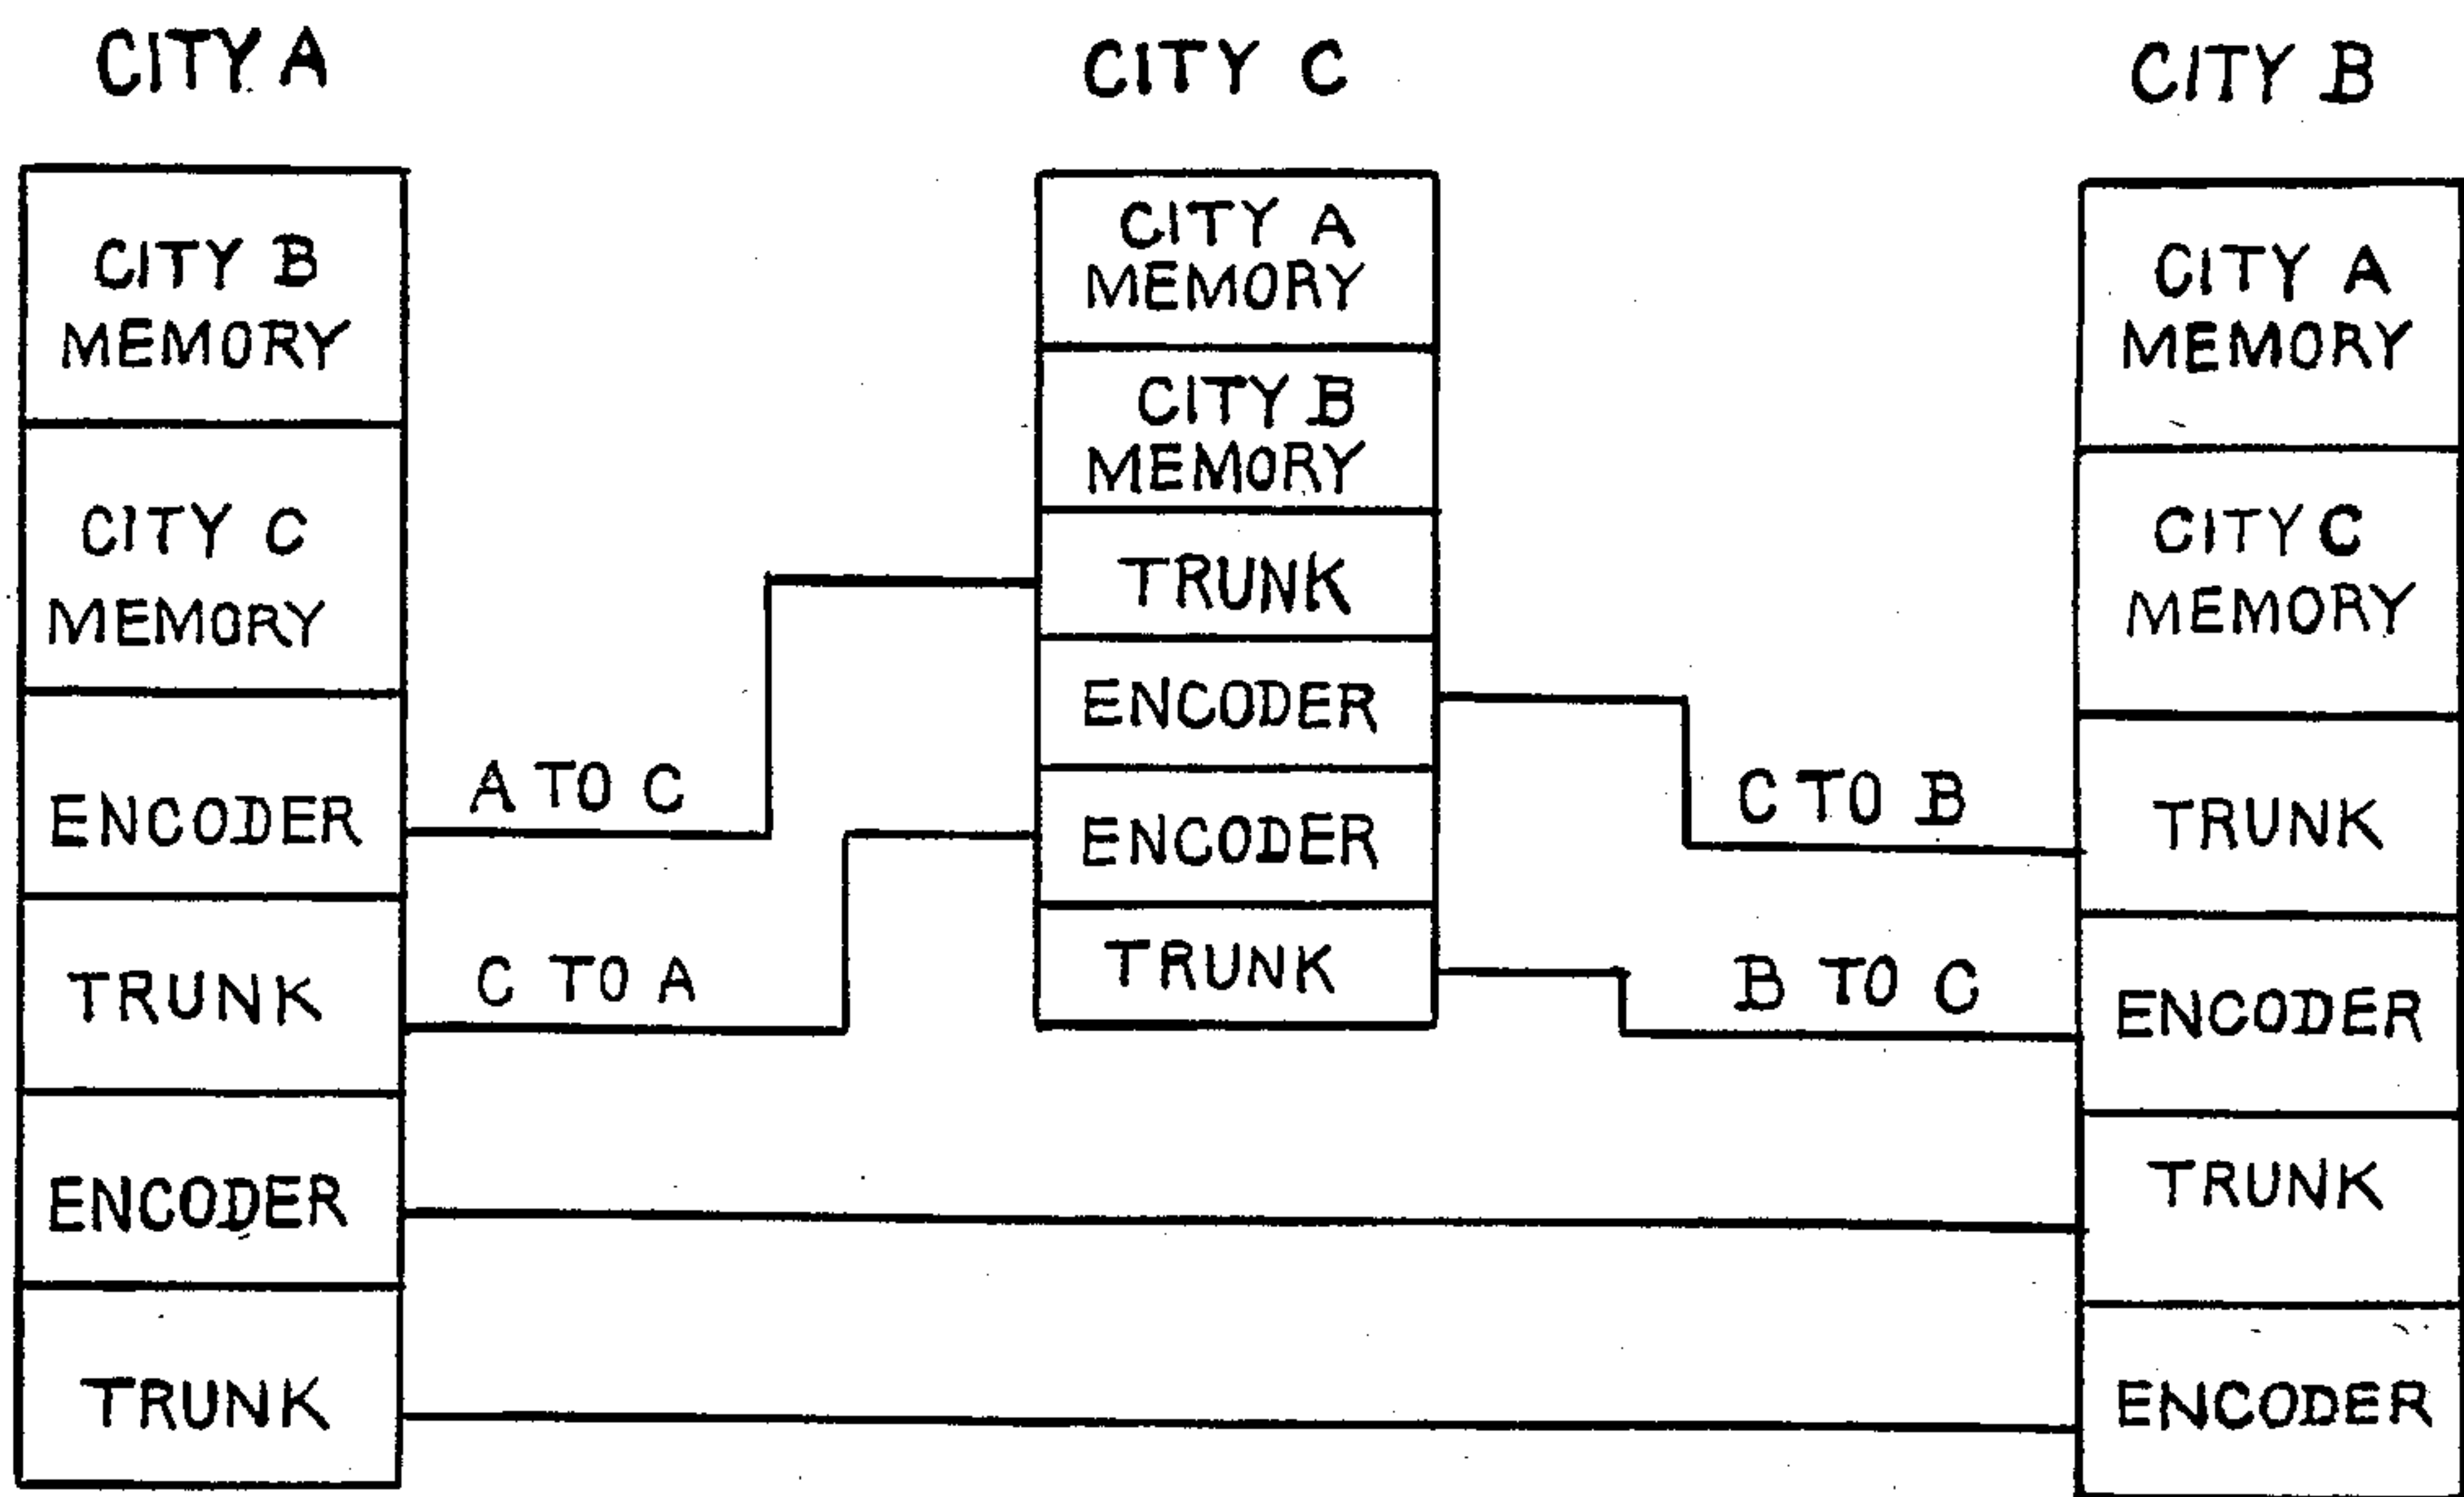 CITY A
CITY C
CITY B
CITY B
MEMORY
CITY C
MEMORY
ENCODER
TRUNK
ENCODER
TRUNK
A TO C
C TO A
CITY A
MEMORY
CITY B
MEMORY
TRUNK
ENCODER
ENCODER
TRUNK
C TO B
B TO C
CITY A
MEMORY
CITY C
MEMORY
TRUNK
ENCODER
TRUNK
ENCODER